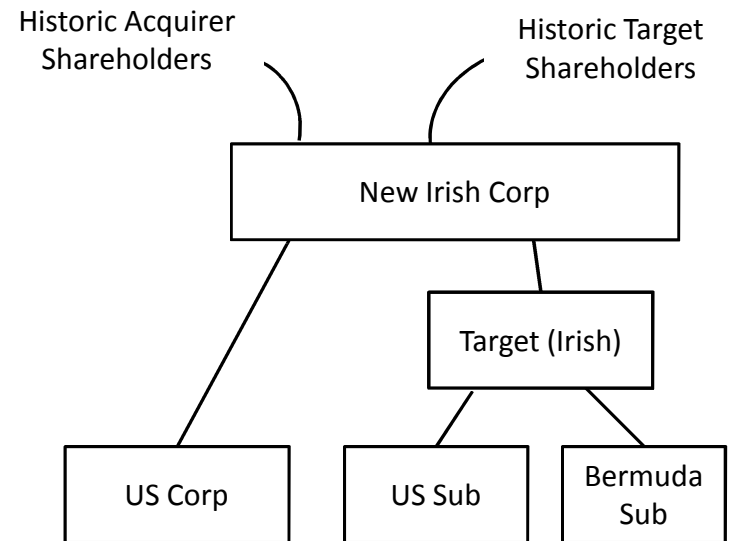 Historic Acquirer
Shareholders
Historic Target
Shareholders
New Irish Corp
Target (Irish)
US Corp
US Sub
Bermuda
Sub